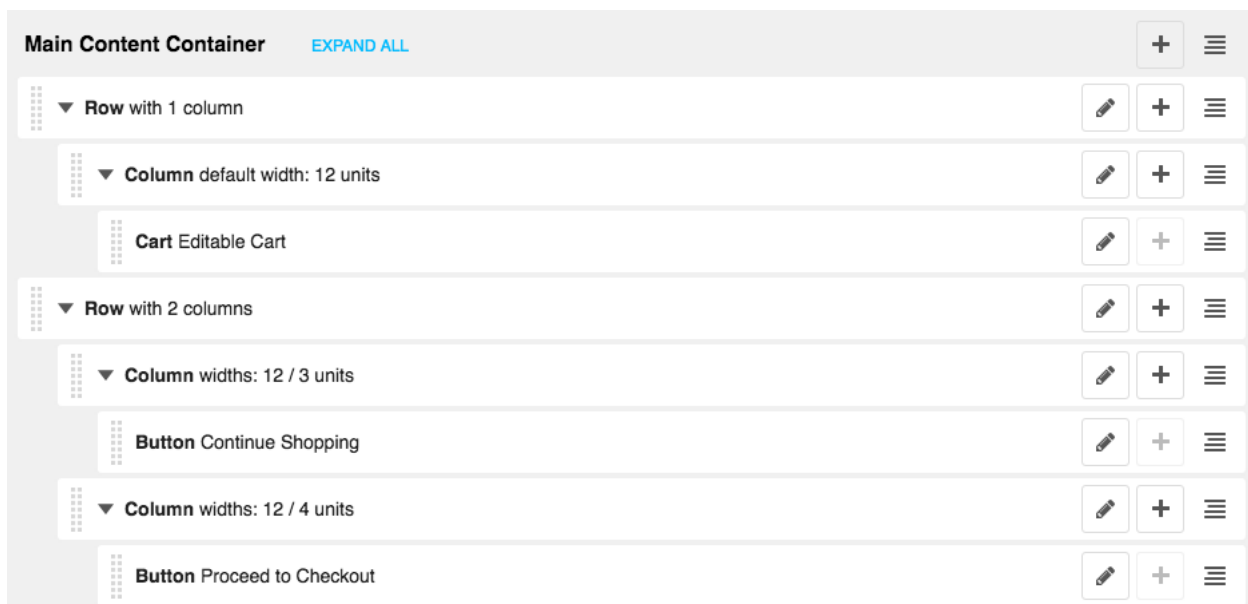 Main Content Container EXPAND ALL
Row with 1 column
Column default width: 12 units
Cart Editable Cart
Row with 2 columns
Column widths: 12 / 3 units
Button Continue Shopping
Column widths: 12 / 4 units
Button Proceed to Checkout